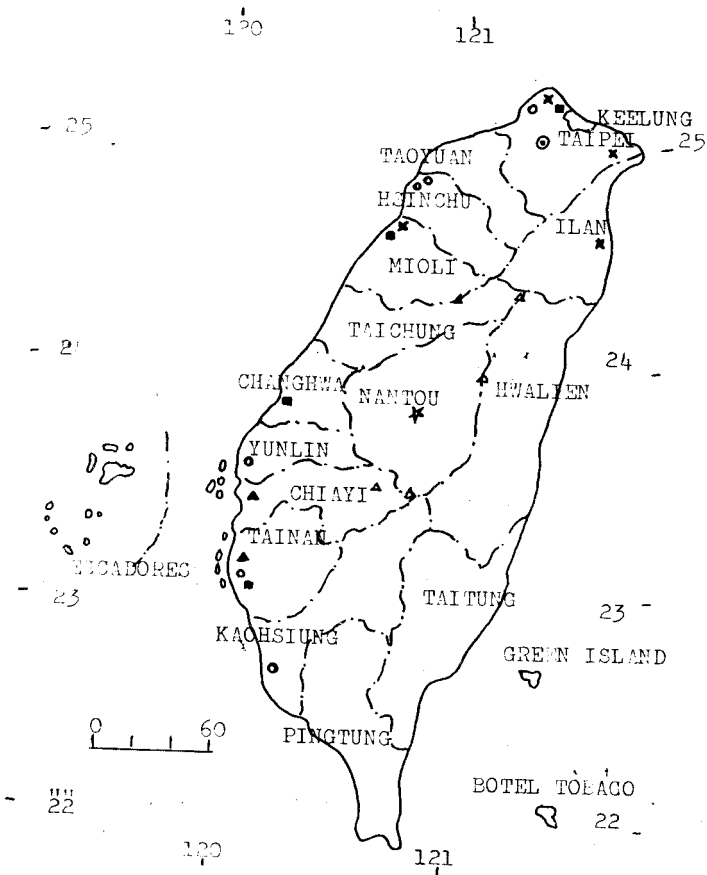 120
121
25
KEELUNG
TAIPEI
25
TAOYUAN
HSINCHU
ILAN
MIOLI
TAICHUNG
24
CHANGHWA
NANTOU
HWALIEN
YUNLIN
CHIAYI
TAINAN
23
TAITUNG
23
KAOHSIUNG
GREEN ISLAND
0 60
PINGTUNG
BOTEL TOBACO
22
22
120
121